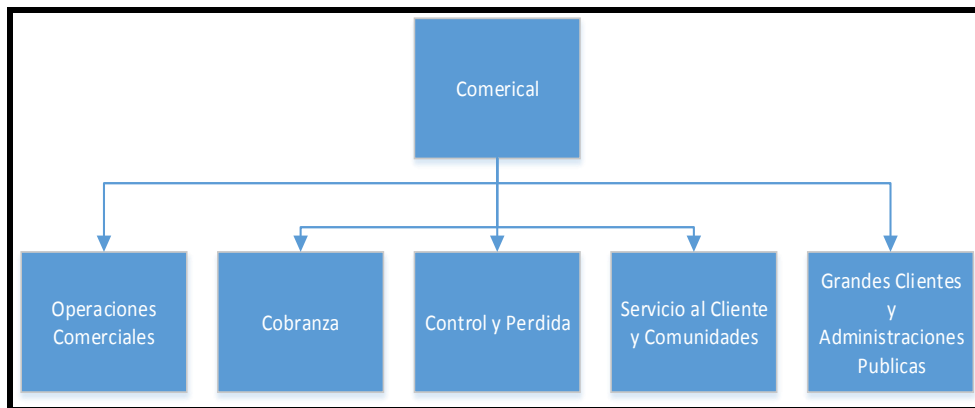 Comerical
Operaciones
Comerciales
Cobranza
Control y Perdida
Servicio al Cliente
y Comunidades
Grandes Clientes
y
Administraciones
Publicas